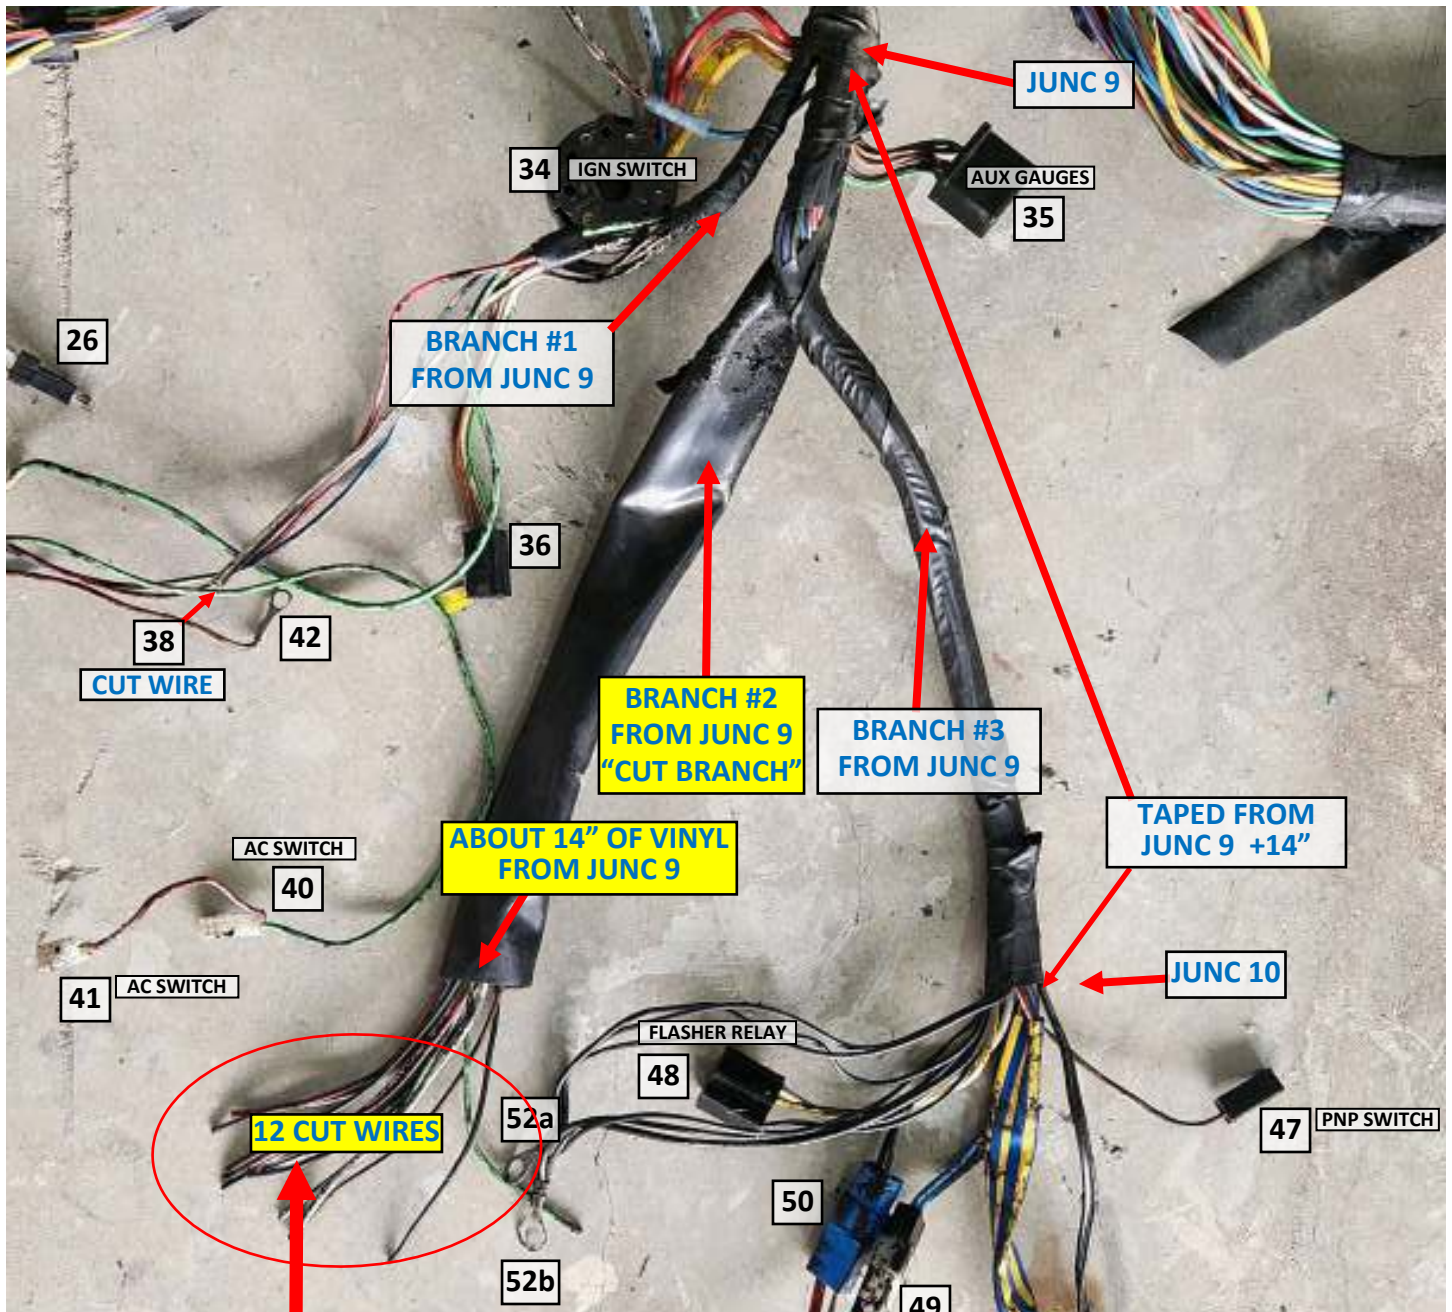 JUNC 9
34
IGN SWITCH
AUX GAUGES
35
26
BRANCH #1
FROM JUNC 9
36
38
42
CUT WIRE
BRANCH #2
FROM JUNC 9
“CUT BRANCH”
BRANCH #3
FROM JUNC 9
TAPED FROM
JUNC 9 +14”
ABOUT 14” OF VINYL
FROM JUNC 9
AC SWITCH
40
41
AC SWITCH
JUNC 10
FLASHER RELAY
48
52a
12 CUT WIRES
47
PNP SWITCH
50
52b
49